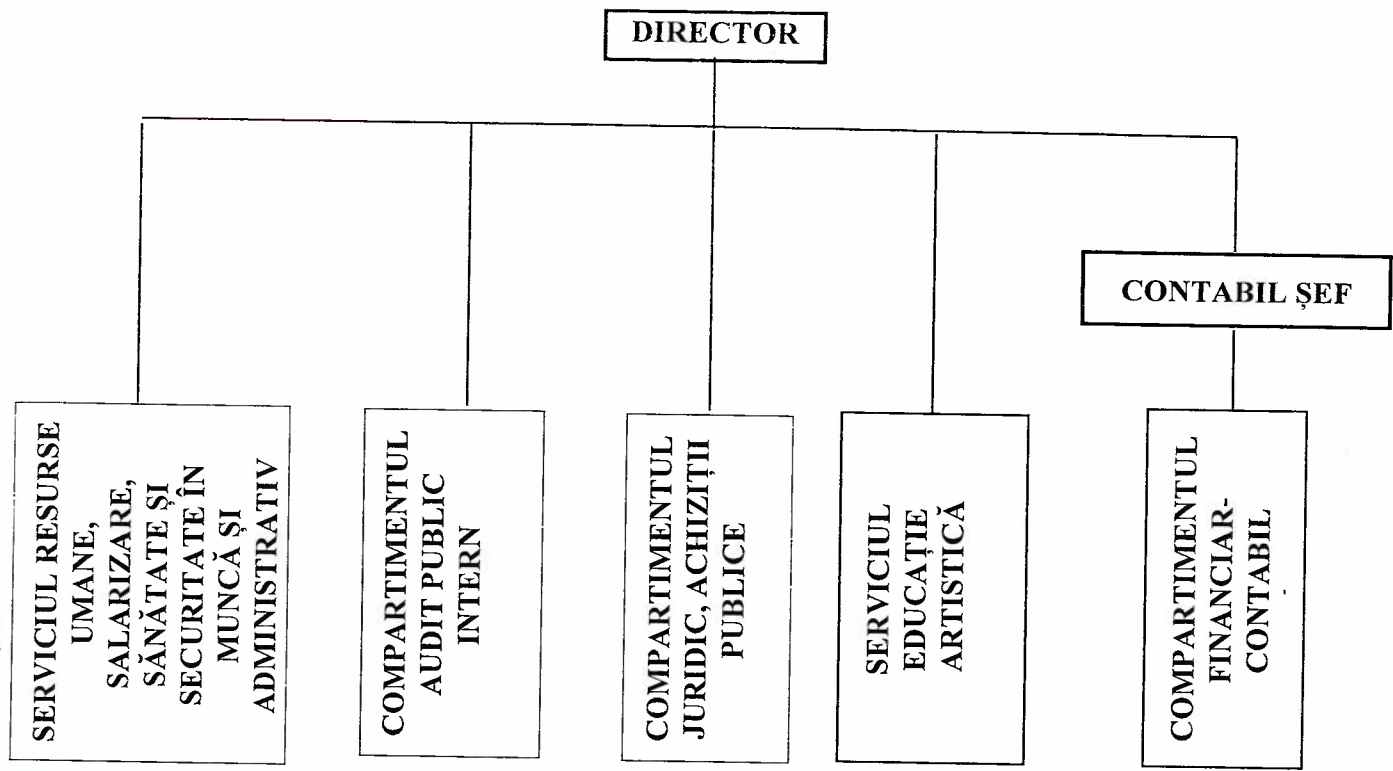 DIRECTOR
CONTABIL ȘEF
SERVICIUL RESURSE
UMANE,
SALARIZARE,
SĂNĂTATE ȘI
SECURITATE ÎN
MUNCĂ ȘI
ADMINISTRATIV
COMPARTIMENTUL
AUDIT PUBLIC
INTERN
COMPARTIMENTUL
JURIDIC, ACHIZIȚII
PUBLICE
SERVICIUL
EDUCAȚIE
ARTISTICĂ
COMPARTIMENTUL
FINANCIAR-
CONTABIL